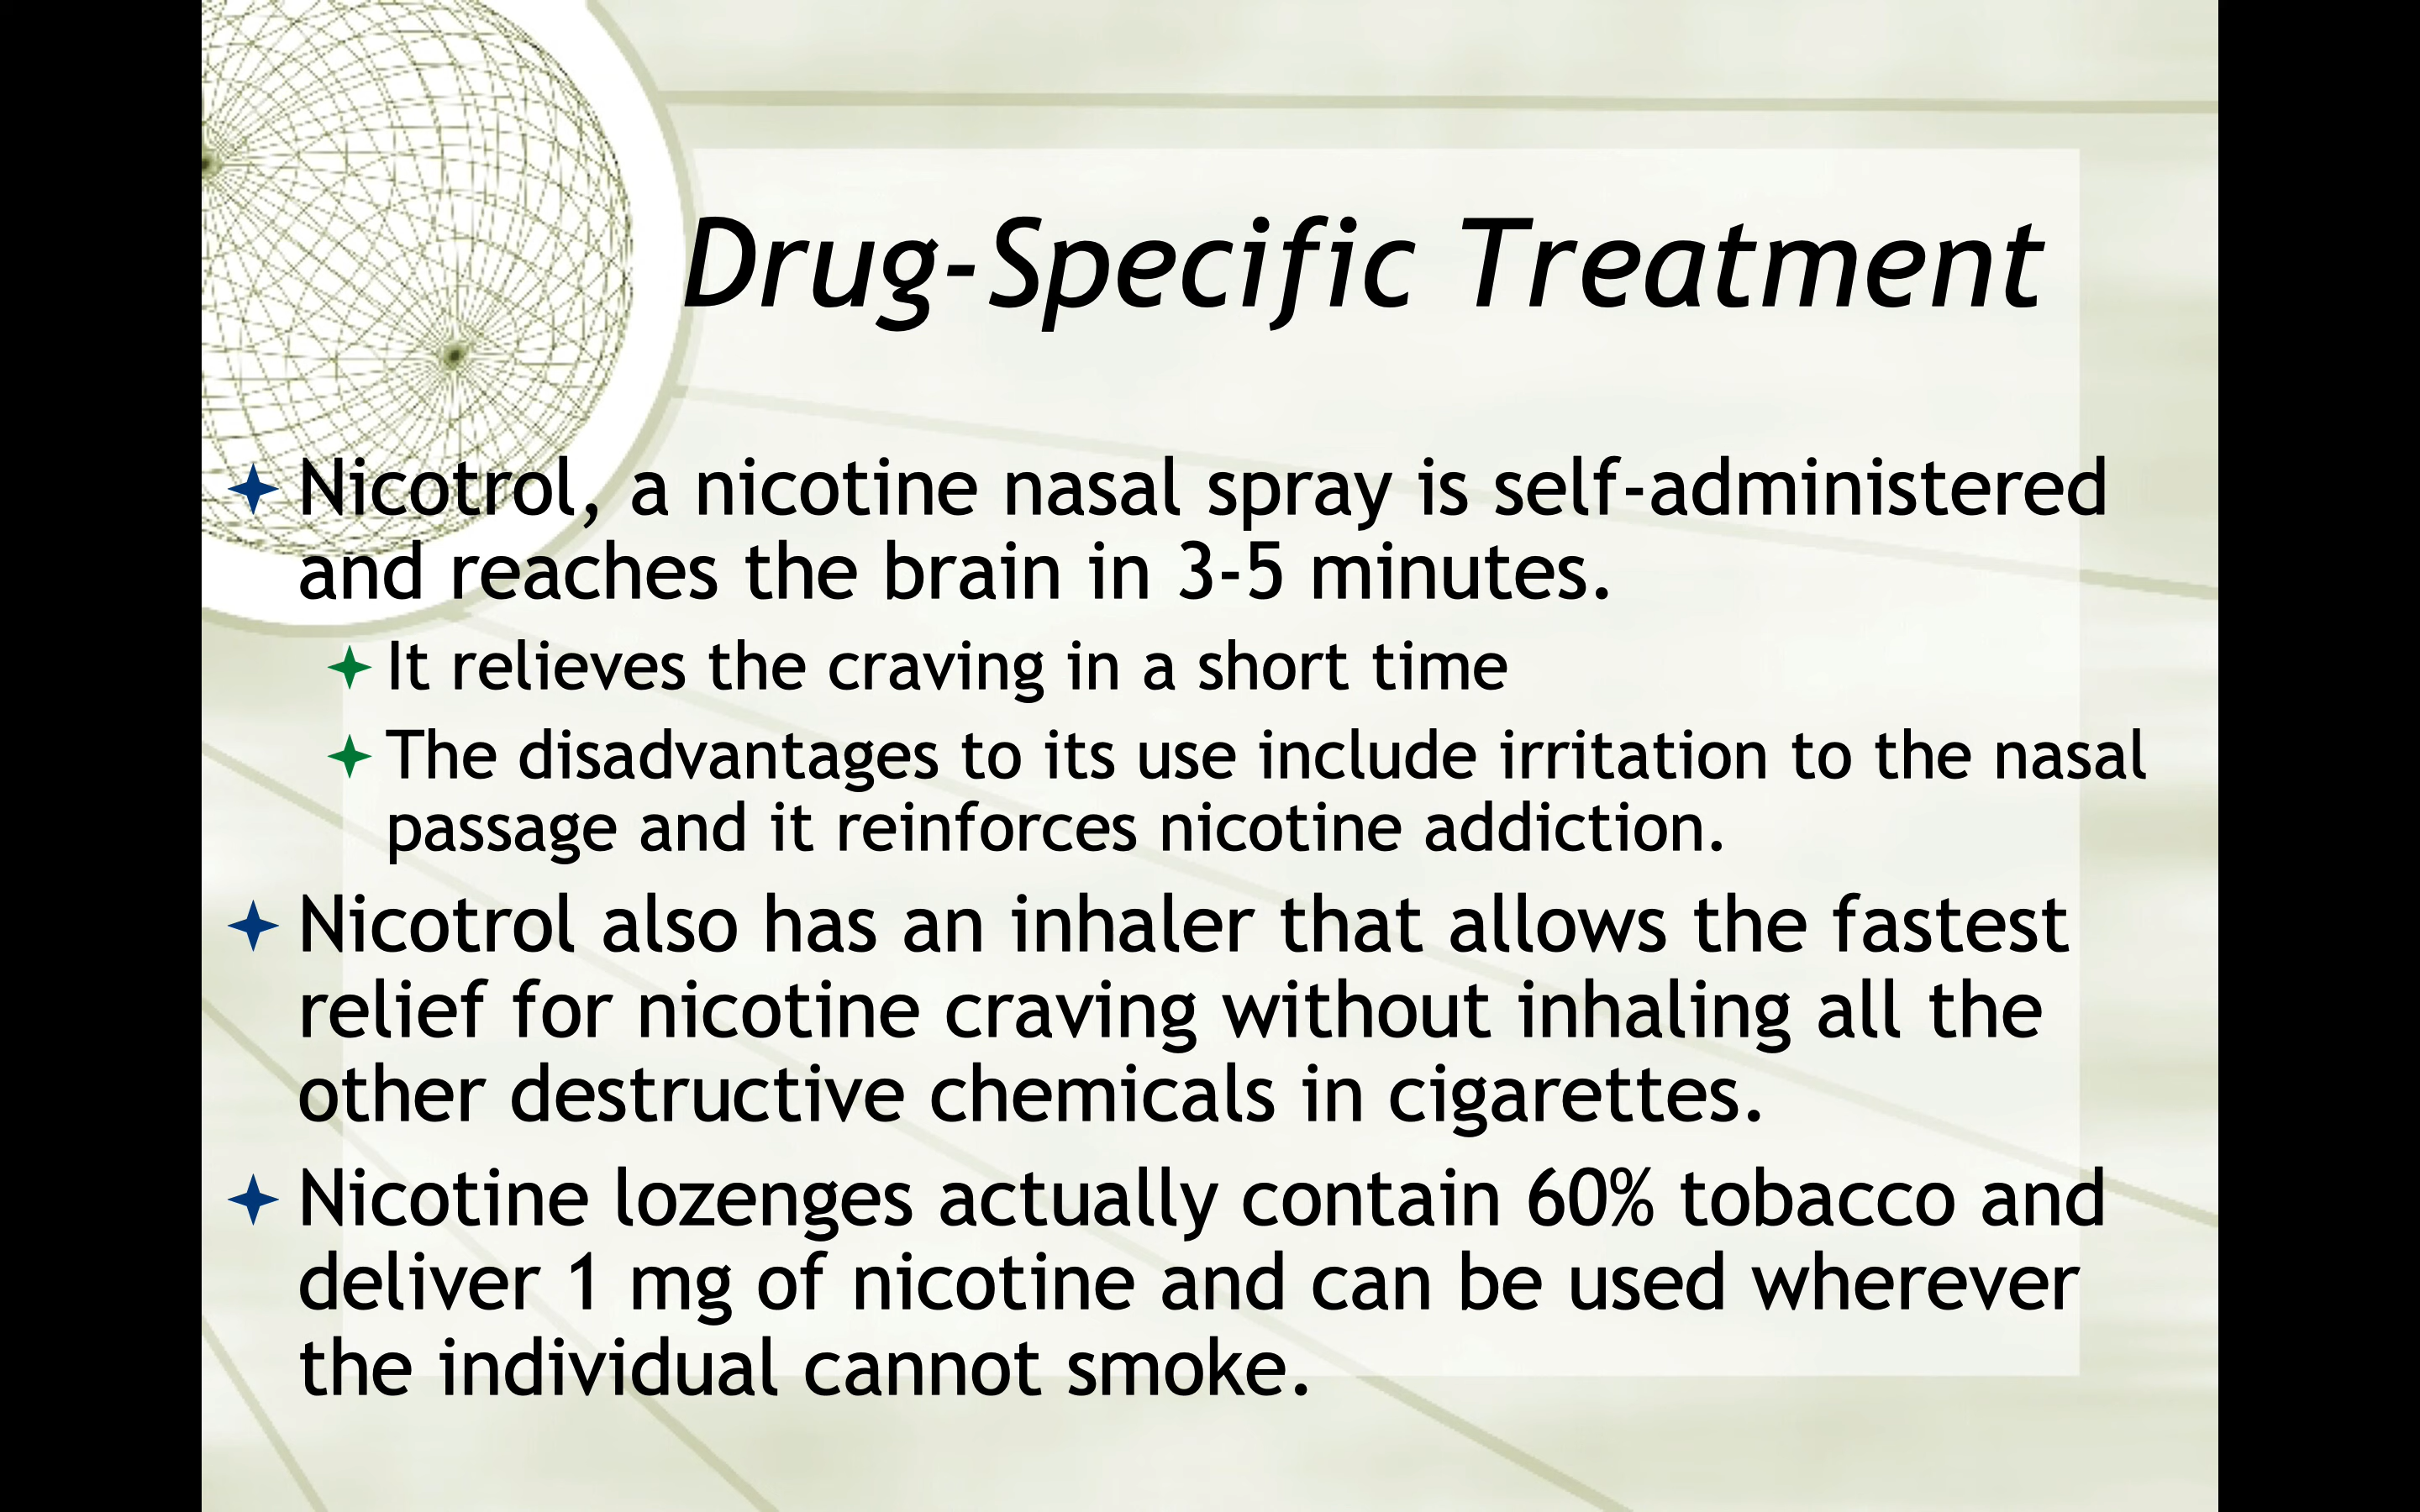 Drug-Specific Treatment
Nicotrol, a nicotine nasal spray is self-administered
and reaches the brain in 3-5 minutes.
It relieves the craving in a short time
The disadvantages to its use include irritation to the nasal
passage and it reinforces nicotine addiction.
Nicotrol also has an inhaler that allows the fastest
relief for nicotine craving without inhaling all the
other destructive chemicals in cigarettes.
Nicotine lozenges actually contain 60% tobacco and
deliver 1 mg of nicotine and can be used wherever
the individual cannot smoke.